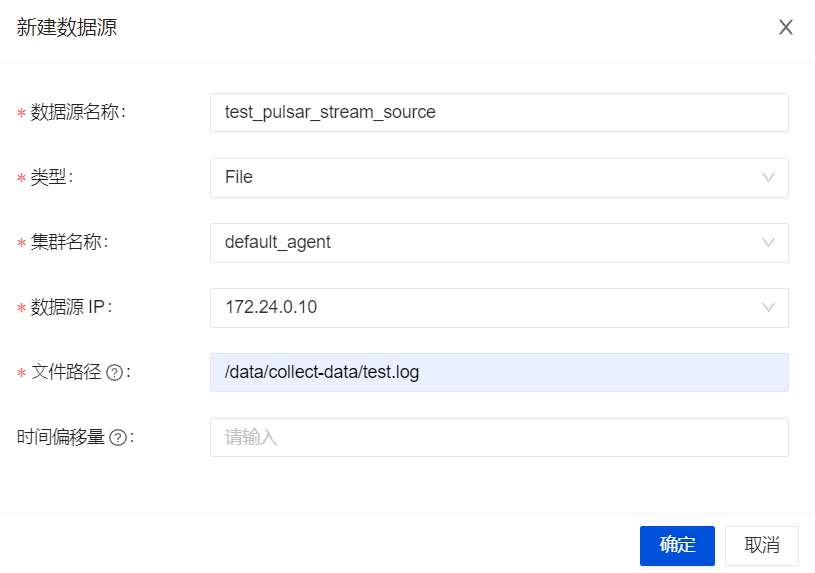 新建数据源
* 数据源名称: test_pulsar_stream_source
* 类型: File
* 集群名称: default_agent
* 数据源 IP: 172.24.0.10
* 文件路径 ?: /data/collect-data/test.log
时间偏移量 ?: 请输入
确定 取消